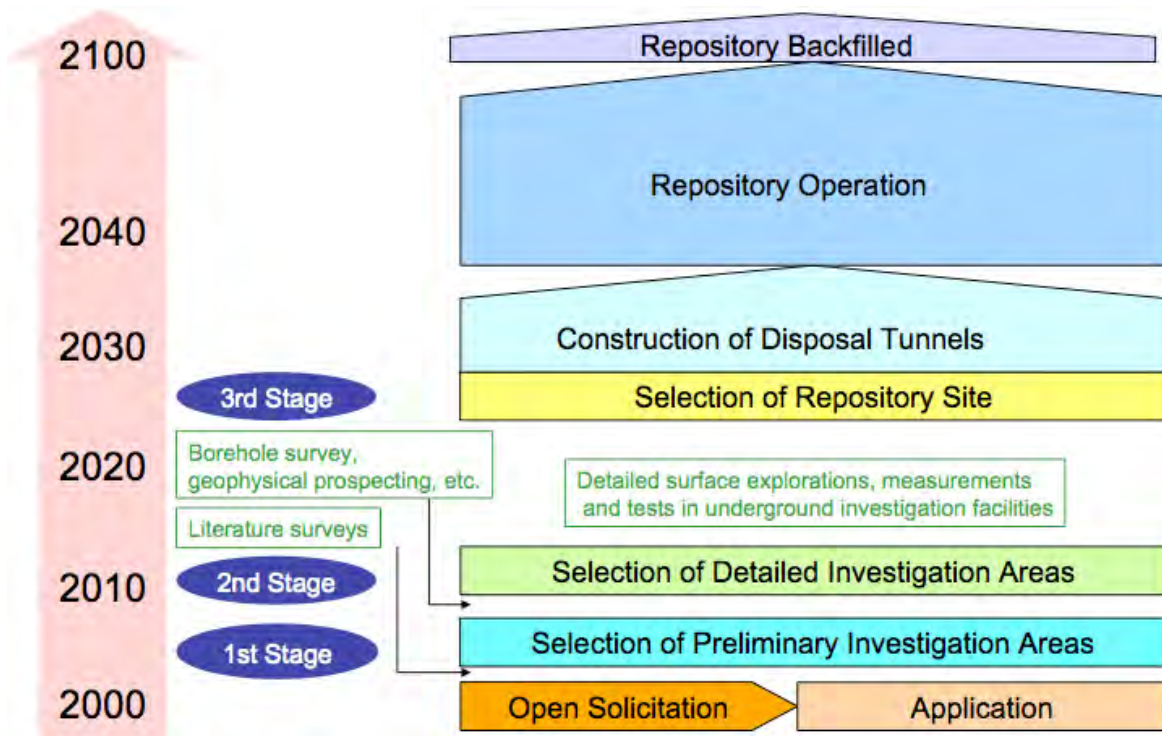 2100
Repository Backfilled
Repository Operation
2040
2030
Construction of Disposal Tunnels
3rd Stage
Selection of Repository Site
2020
Borehole survey,
geophysical prospecting, etc.
Detailed surface explorations, measurements
and tests in underground investigation facilities
Literature surveys
2010
2nd Stage
Selection of Detailed Investigation Areas
1st Stage
Selection of Preliminary Investigation Areas
2000
Open Solicitation
Application